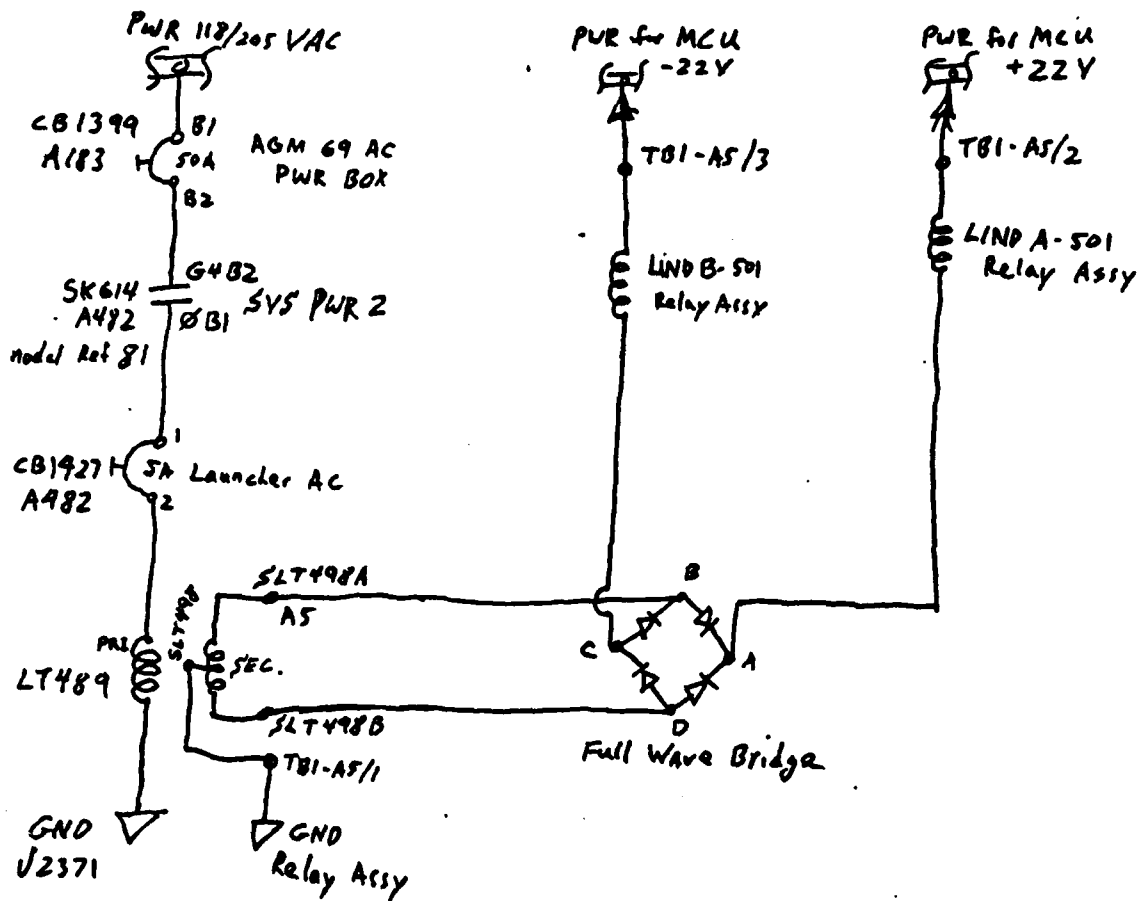 PWR 118/205 VAC
CB1399
A183
B1
50A
B2
AGM 69 AC
PWR BOX
SK614
A482
G4B2
ØB1
SYS PWR 2
model Ref 81
CB1427
A482
1
5A
2
Launcher AC
PRI
LT489
SLT498
SEC.
SLT498A
A5
SLT498B
TB1-A5/1
GND
J2371
GND
Relay Assy
PWR for MCU
-22V
TB1-A5/3
LIND B-501
Relay Assy
PWR for MCU
+22V
TB1-A5/2
LIND A-501
Relay Assy
B
C
A
D
Full Wave Bridge